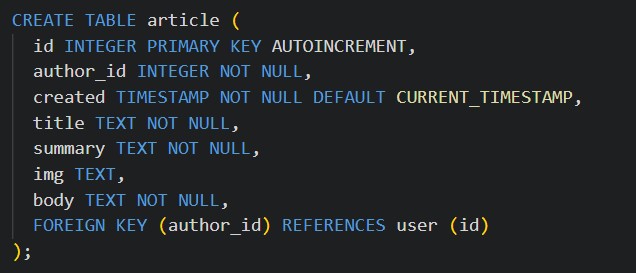 CREATE TABLE article (
  id INTEGER PRIMARY KEY AUTOINCREMENT,
  author_id INTEGER NOT NULL,
  created TIMESTAMP NOT NULL DEFAULT CURRENT_TIMESTAMP,
  title TEXT NOT NULL,
  summary TEXT NOT NULL,
  img TEXT,
  body TEXT NOT NULL,
  FOREIGN KEY (author_id) REFERENCES user (id)
);